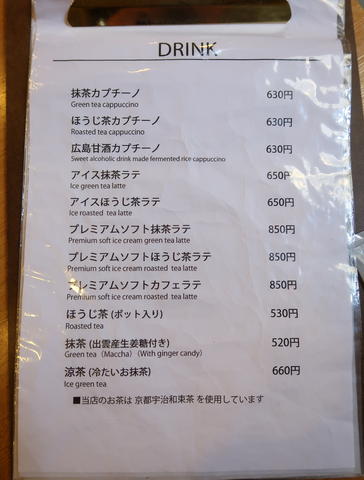 DRINK
抹茶カプチーノ 630円
Green tea cappuccino
ほうじ茶カプチーノ 630円
Roasted tea cappuccino
広島甘酒カプチーノ 630円
Sweet alcoholic drink made fermented rice cappuccino
アイス抹茶ラテ 650円
Ice green tea latte
アイスほうじ茶ラテ 650円
Ice roasted tea latte
プレミアムソフト抹茶ラテ 850円
Premium soft ice cream green tea latte
プレミアムソフトほうじ茶ラテ 850円
Premium soft ice cream roasted tea latte
プレミアムソフトカフェラテ 850円
Premium soft ice cream roasted tea latte
ほうじ茶 (ポット入り) 530円
Roasted tea
抹茶 (出雲産生姜糖付き) 520円
Green tea (Maccha) (With ginger candy)
涼茶 (冷たいお抹茶) 660円
Ice green tea
■当店のお茶は 京都宇治和束茶 を使用しています